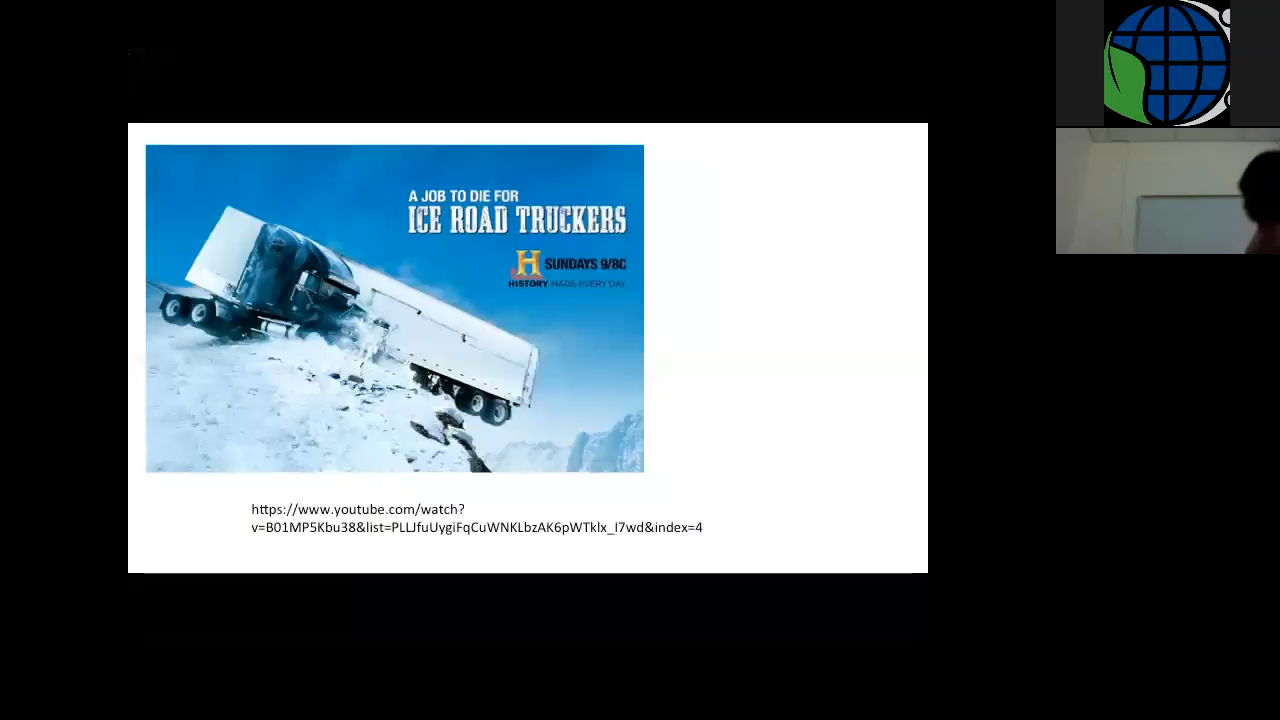 A JOB TO DIE FOR
ICE ROAD TRUCKERS
H SUNDAYS 9/8C
HISTORY MADE EVERY DAY
https://www.youtube.com/watch?
v=B01MP5Kbu38&list=PLLJfuUygiFqCuWNKLbzAK6pWTklx_I7wd&index=4